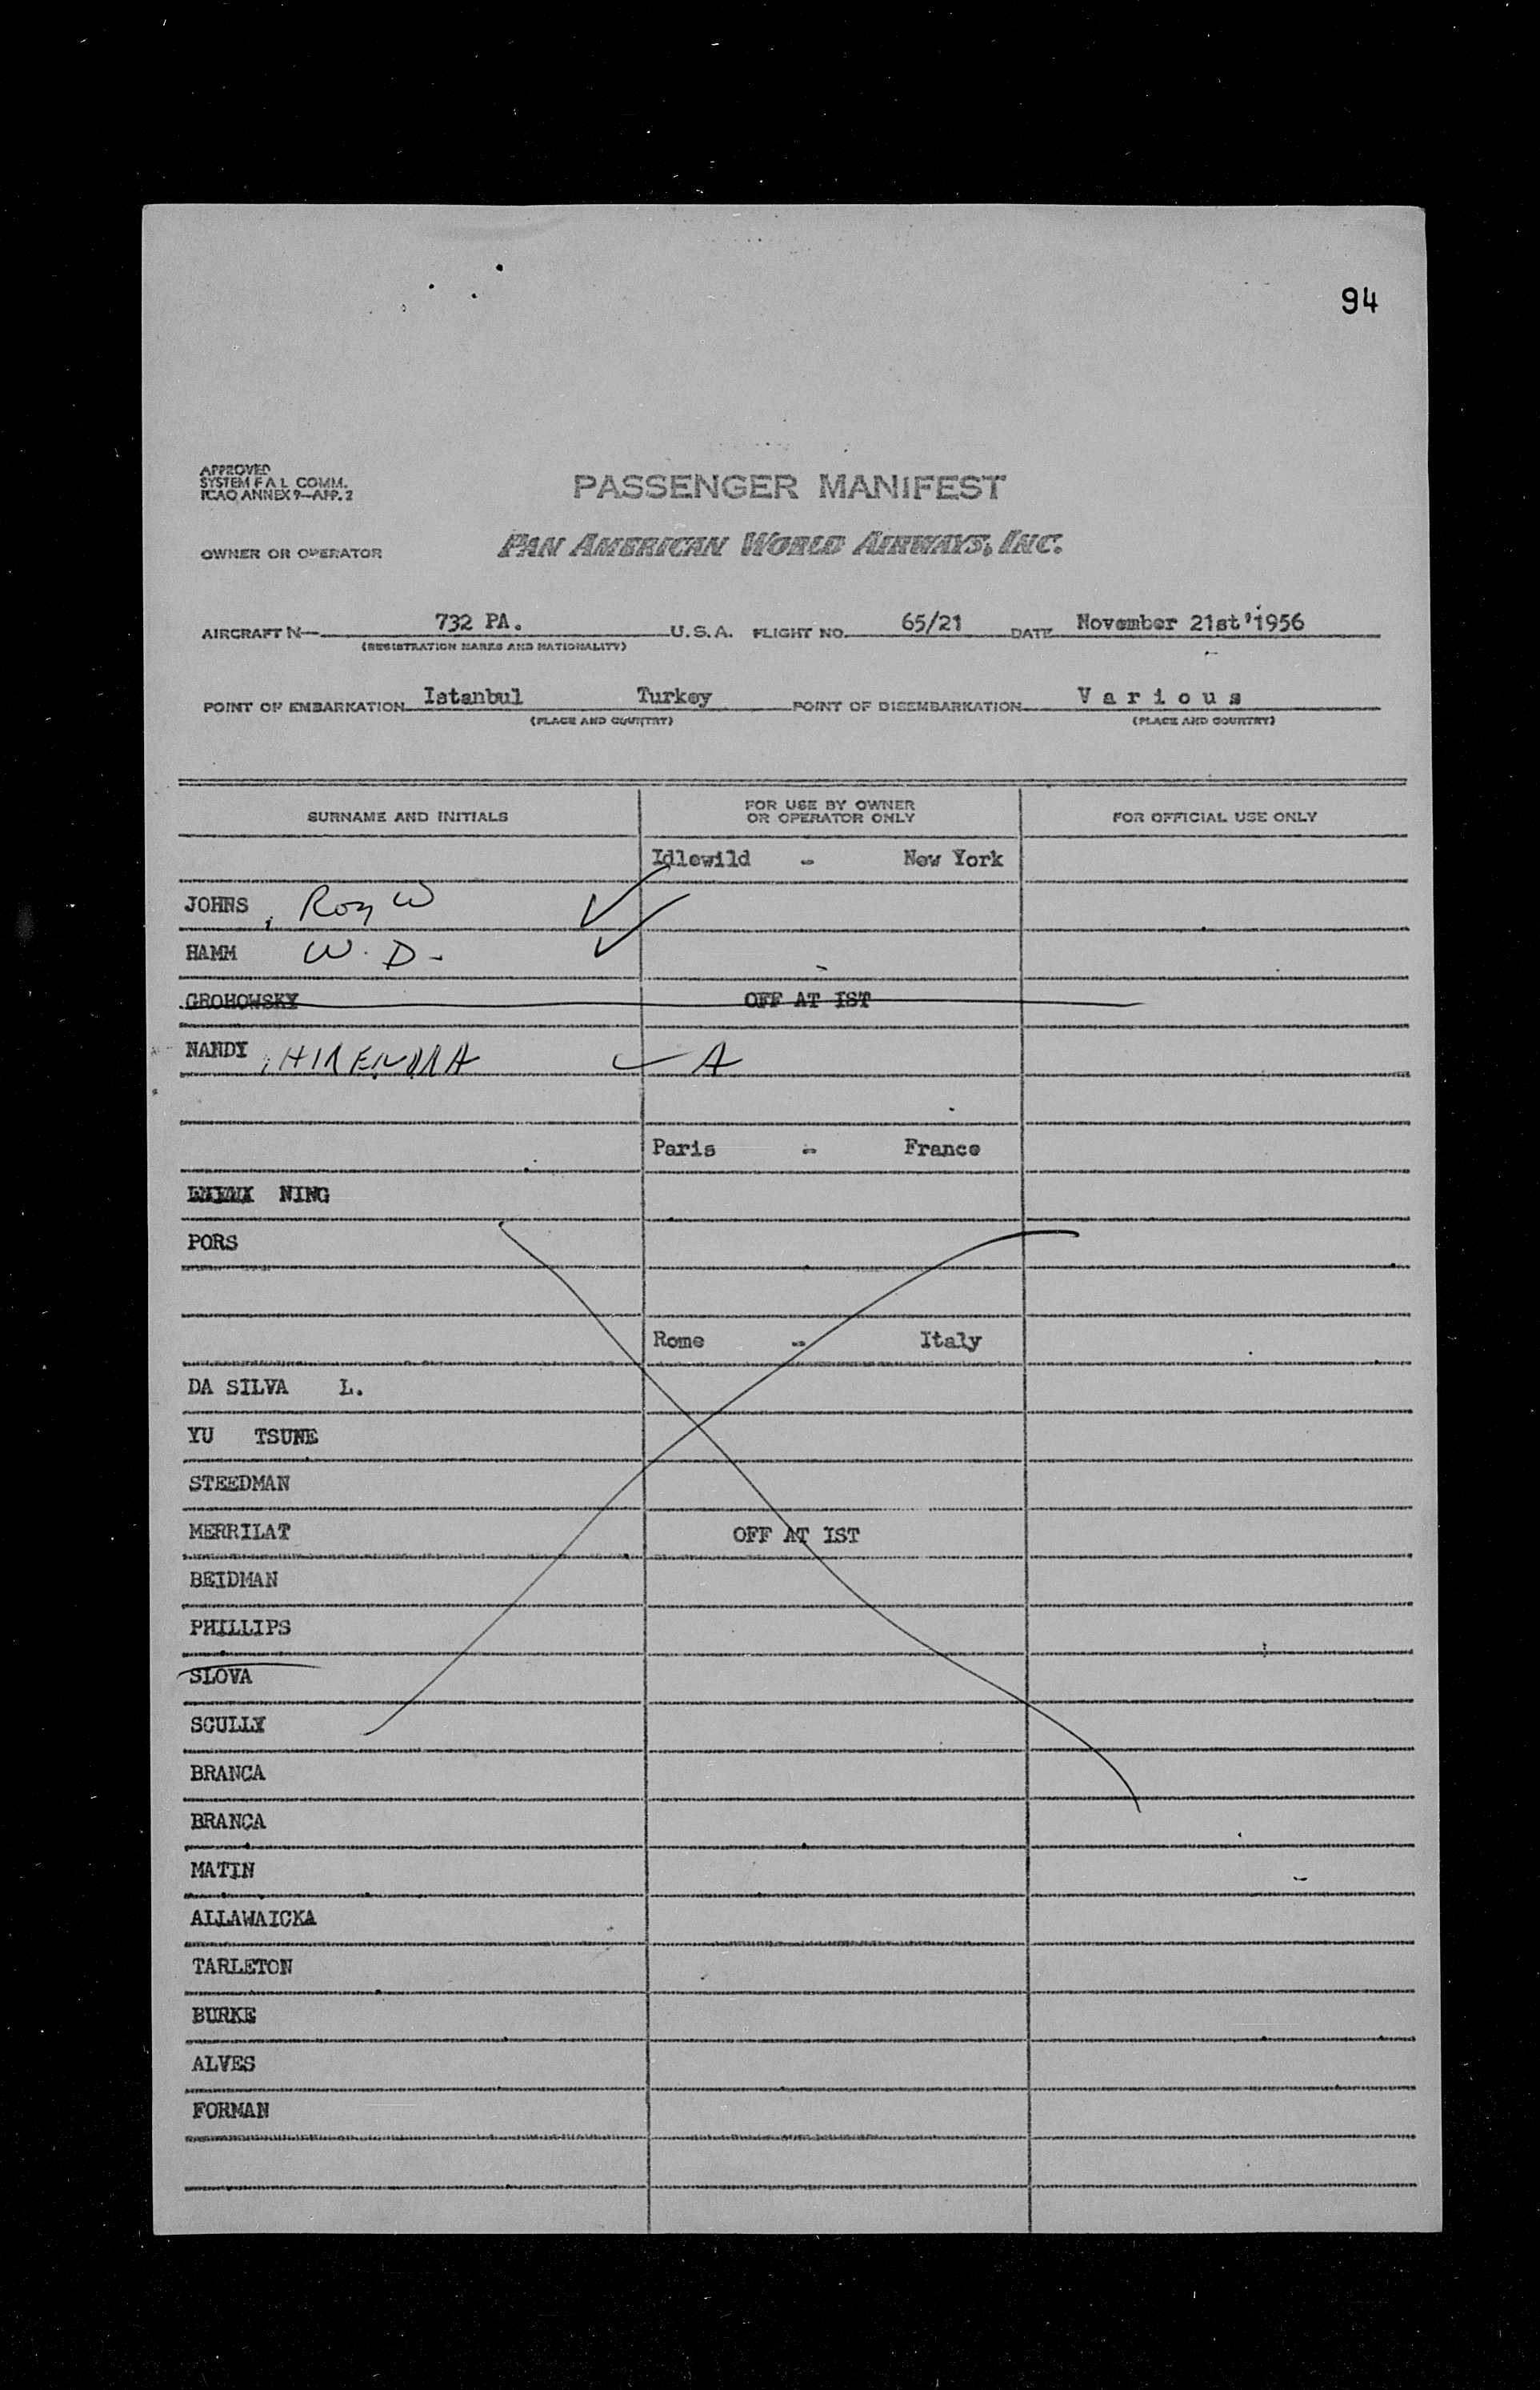 94
APPROVED
SYSTEM F A L COMM.
ICAO ANNEX 9—APP. 2
PASSENGER MANIFEST
OWNER OR OPERATOR PAN AMERICAN WORLD AIRWAYS, INC.
AIRCRAFT N— 732 PA. U.S.A. FLIGHT NO. 65/21 DATE November 21st'1956
(REGISTRATION MARKS AND NATIONALITY)
POINT OF EMBARKATION Istanbul Turkey POINT OF DISEMBARKATION Various
(PLACE AND COUNTRY) (PLACE AND COUNTRY)
SURNAME AND INITIALS FOR USE BY OWNER OR OPERATOR ONLY FOR OFFICIAL USE ONLY
Idlewild - New York
JOHNS, Roy W
HAMM W. D-
GROHOWSKY OFF AT IST
NANDY, HIRENDRA A
Paris - France
NING
PORS
Rome - Italy
DA SILVA L.
YU TSUNE
STEEDMAN
MERRILAT OFF AT IST
BEIDMAN
PHILLIPS
SLOVA
SCULLY
BRANCA
BRANCA
MATIN
ALLAWAICKA
TARLETON
BURKE
ALVES
FORMAN